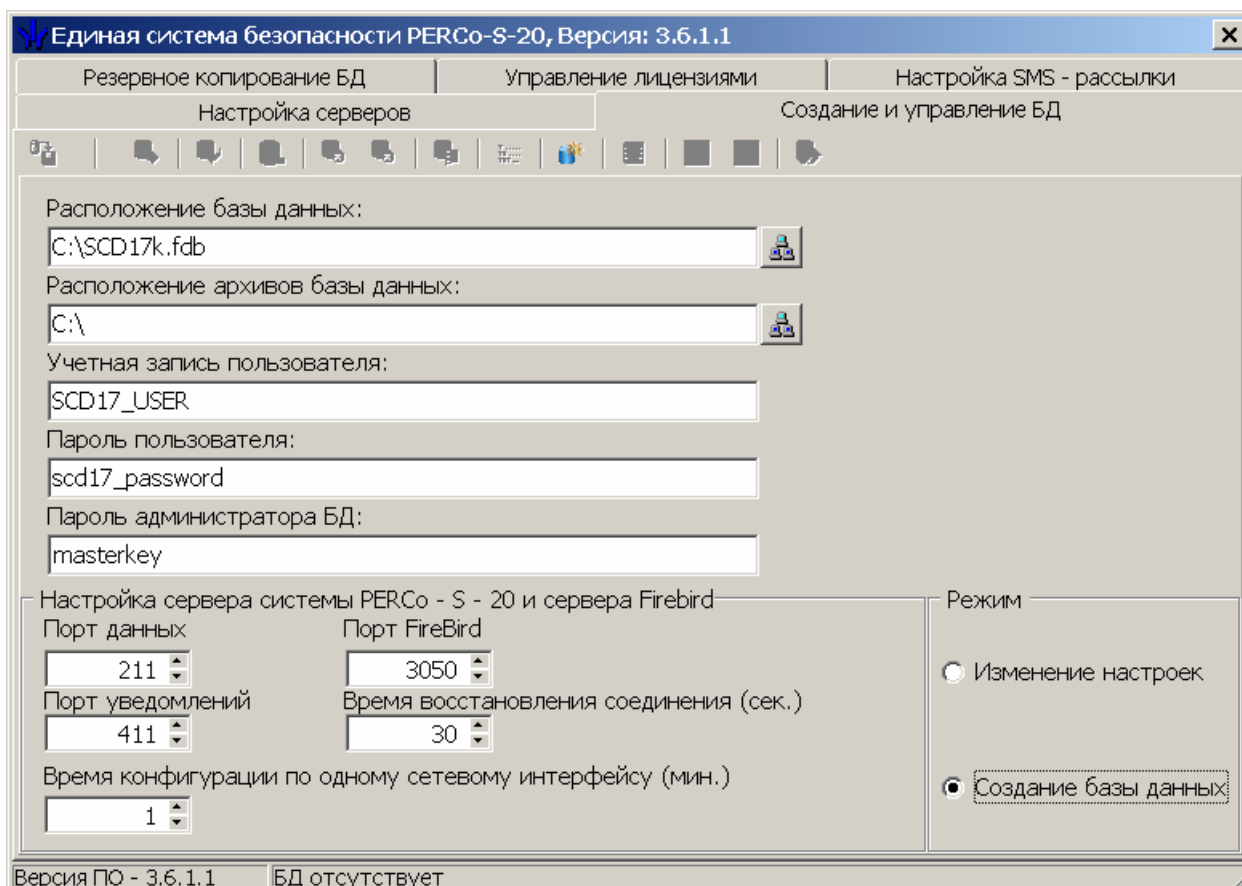 Единая система безопасности PERCo-S-20, Версия: 3.6.1.1
Резервное копирование БД
Управление лицензиями
Настройка SMS - рассылки
Настройка серверов
Создание и управление БД
Расположение базы данных:
C:\SCD17k.fdb
Расположение архивов базы данных:
C:\
Учетная запись пользователя:
SCD17_USER
Пароль пользователя:
scd17_password
Пароль администратора БД:
masterkey
Настройка сервера системы PERCo - S - 20 и сервера Firebird
Порт данных
Порт FireBird
211
3050
Порт уведомлений
Время восстановления соединения (сек.)
411
30
Время конфигурации по одному сетевому интерфейсу (мин.)
1
Режим
Изменение настроек
Создание базы данных
Версия ПО - 3.6.1.1
БД отсутствует